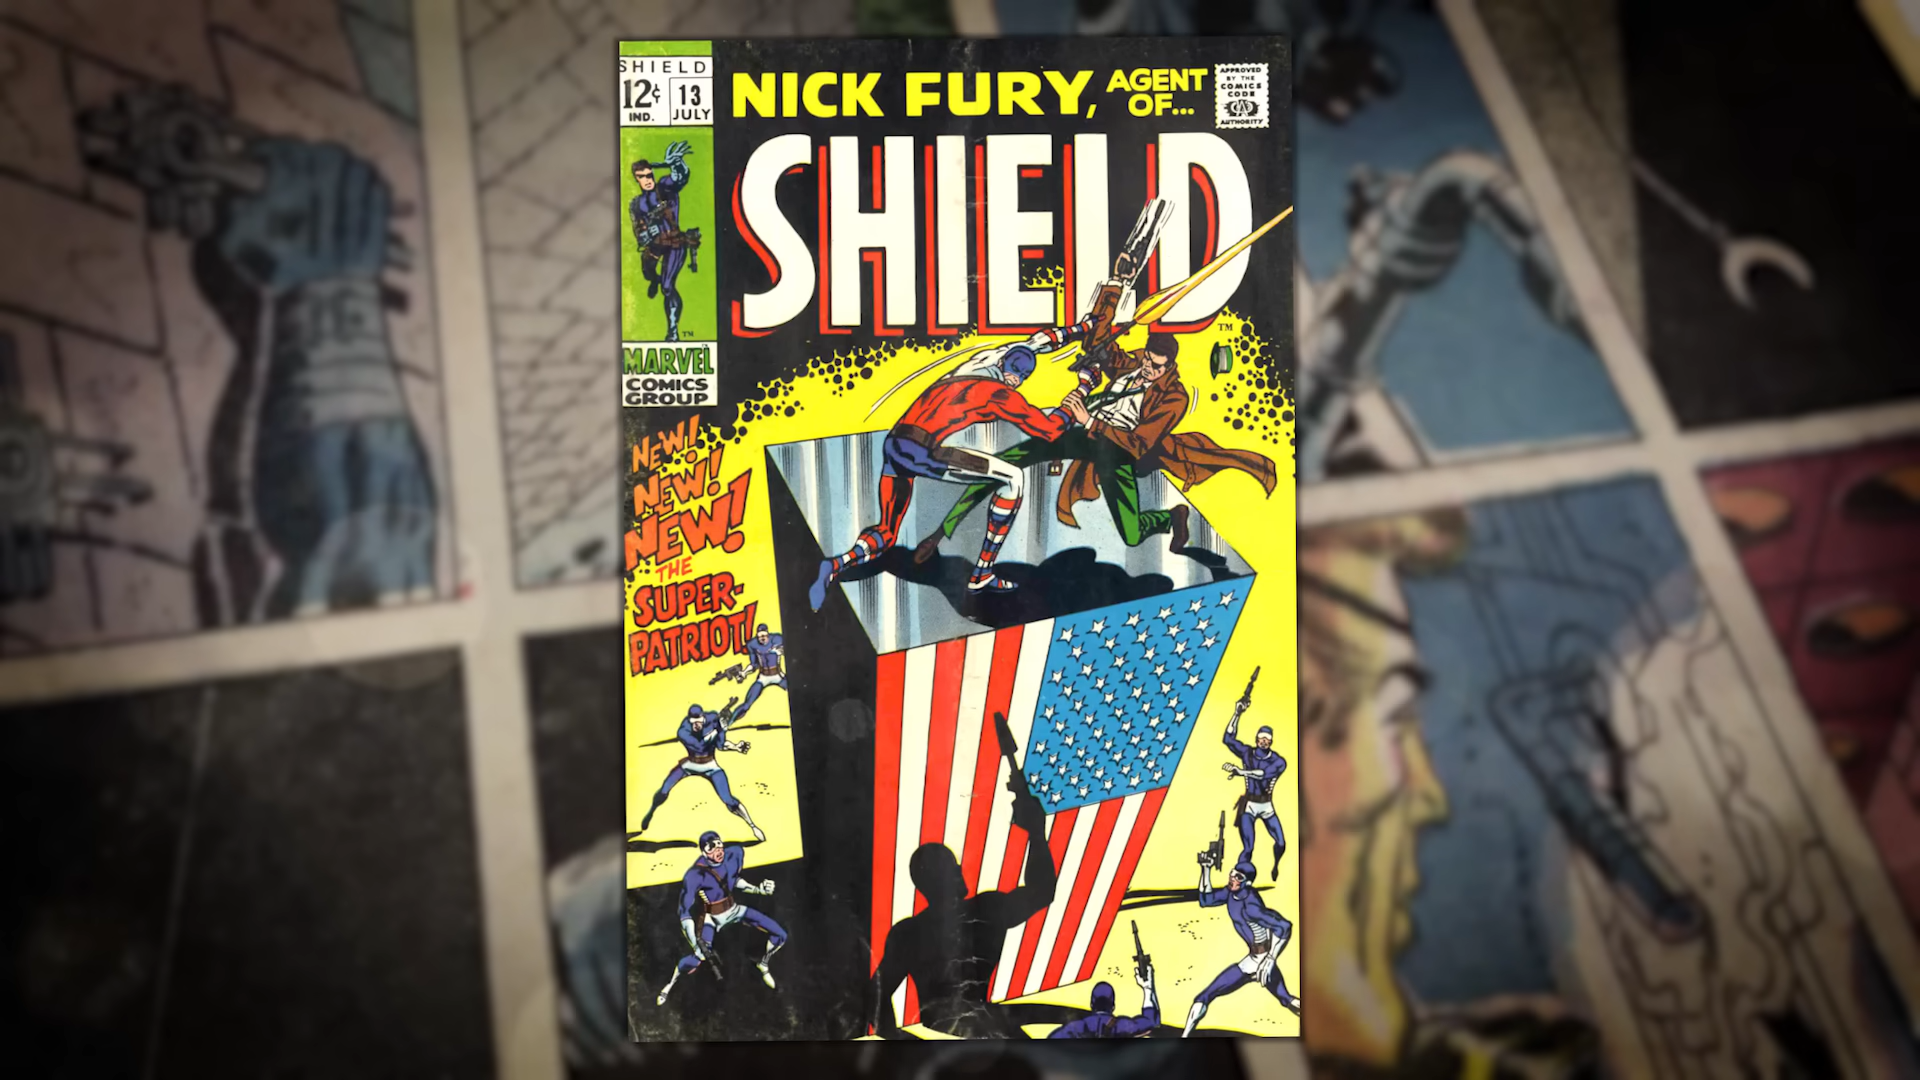 SHIELD
12¢
IND.
13
JULY
NICK FURY, AGENT OF...
APPROVED
BY THE
COMICS
CODE
CA
AUTHORITY
SHIELD
TM
TM
MARVEL
COMICS
GROUP
NEW!
NEW!
NEW!
THE
SUPER-
PATRIOT!